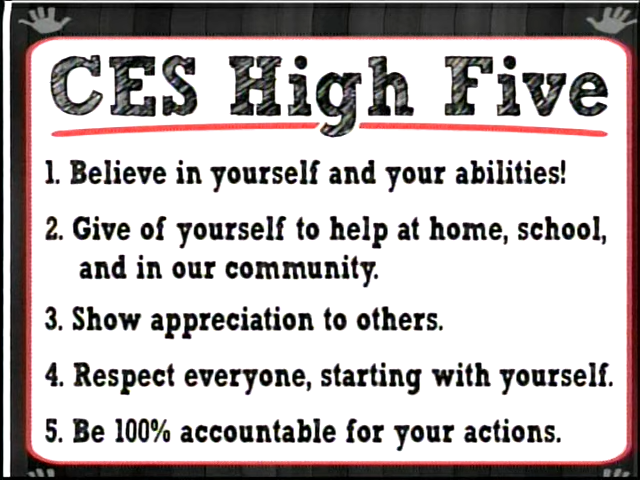 CES High Five
1. Believe in yourself and your abilities!
2. Give of yourself to help at home, school,
and in our community.
3. Show appreciation to others.
4. Respect everyone, starting with yourself.
5. Be 100% accountable for your actions.